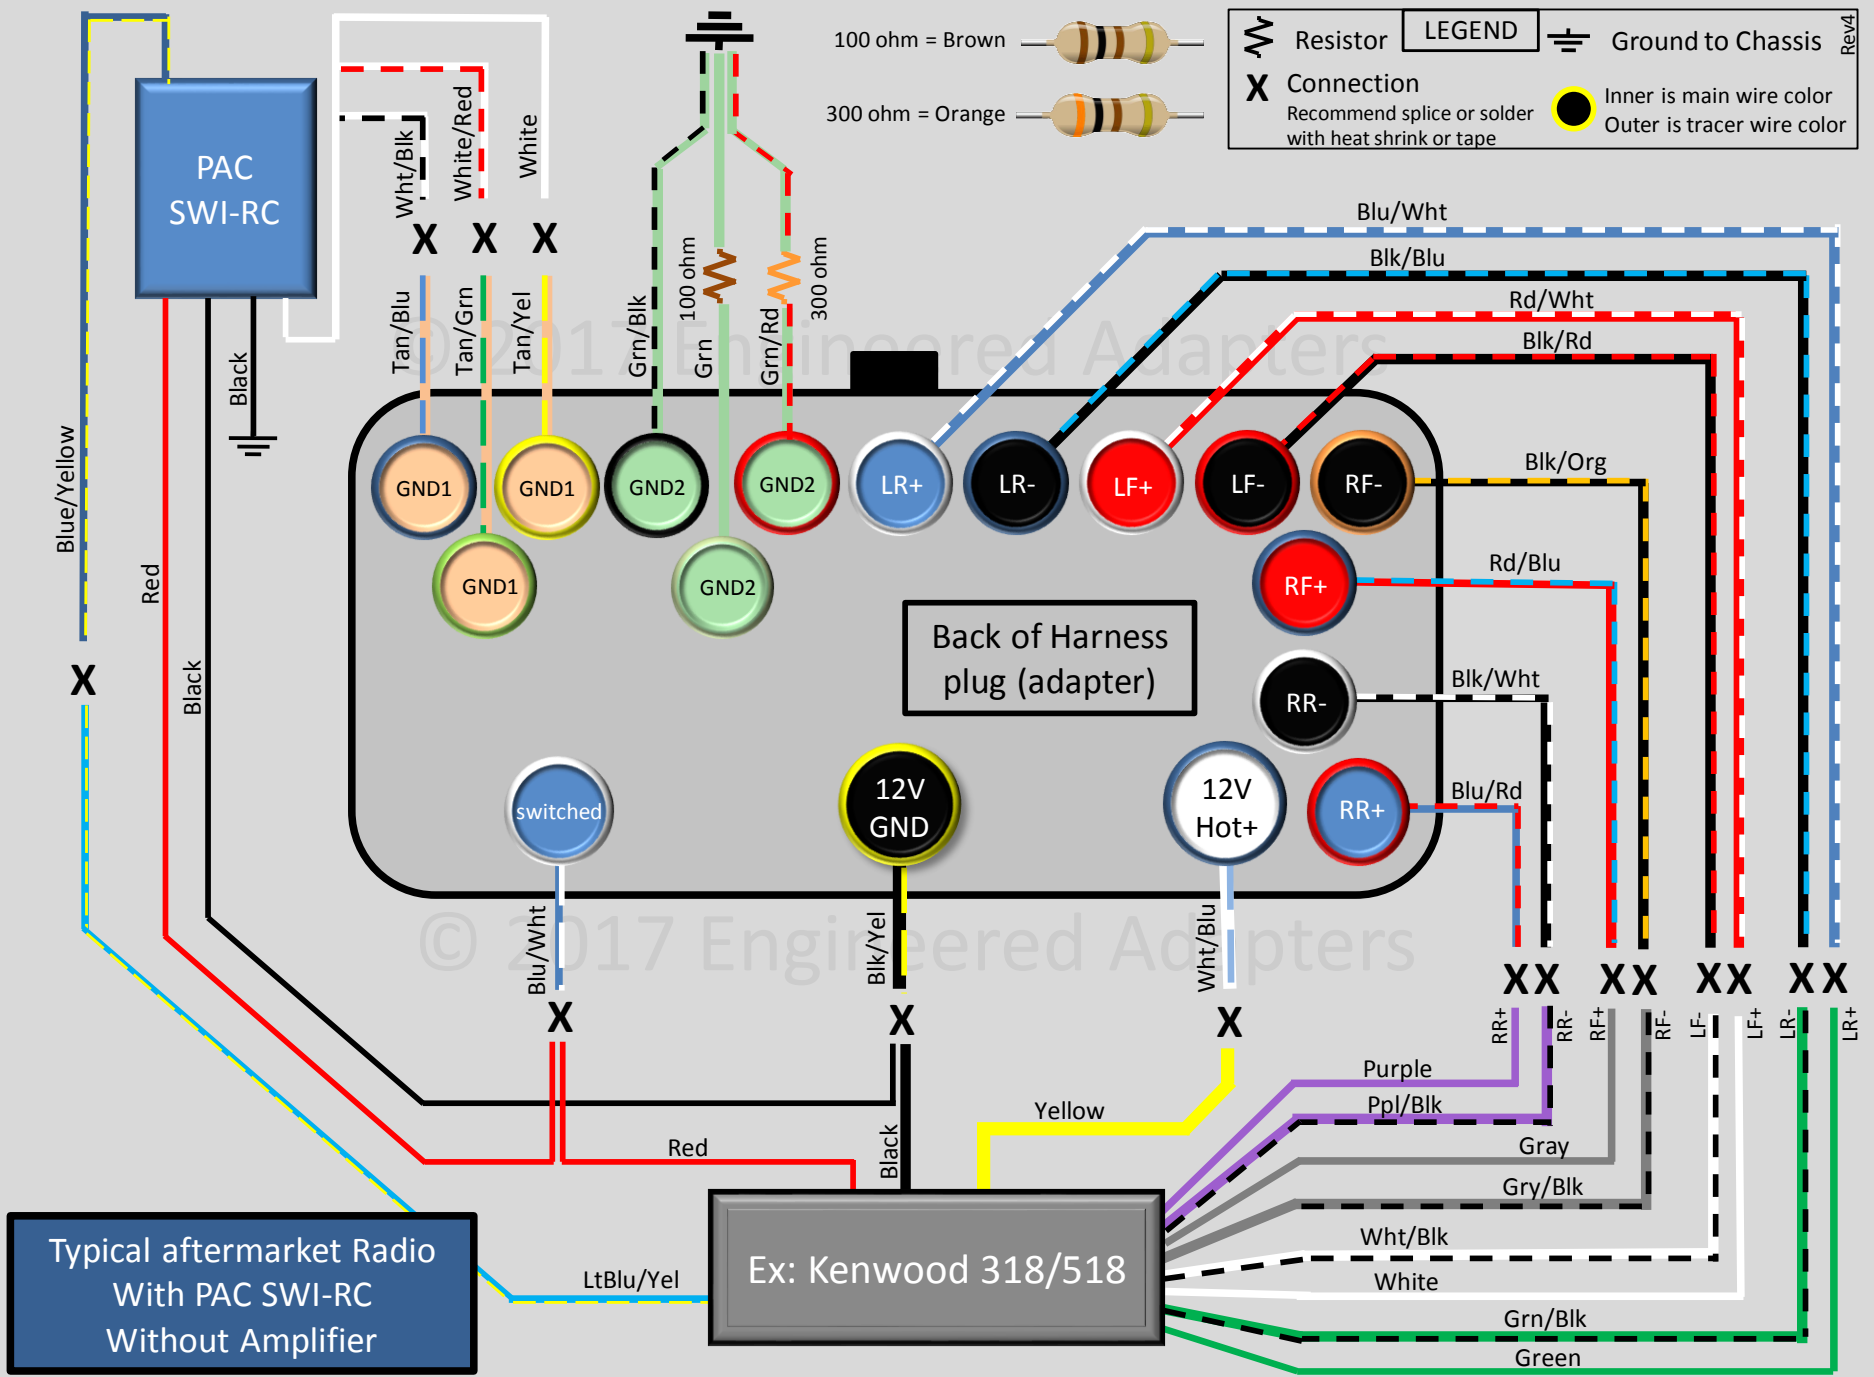 100 ohm = Brown
300 ohm = Orange
LEGEND
Resistor
Ground to Chassis
Rev4
X Connection
Recommend splice or solder
with heat shrink or tape
Inner is main wire color
Outer is tracer wire color
PAC
SWI-RC
Wht/Blk
White/Red
White
X X X
Tan/Blu
Tan/Grn
Tan/Yel
Grn/Blk
100 ohm
Grn
Grn/Rd
300 ohm
Blu/Wht
Blk/Blu
Rd/Wht
Blk/Rd
© 2017 Engineered Adapters
Black
Blue/Yellow
Red
Black
GND1
GND1
GND2
GND2
LR+
LR-
LF+
LF-
RF-
Blk/Org
GND1
GND2
RF+
Rd/Blu
Back of Harness
plug (adapter)
RR-
Blk/Wht
X
switched
12V
GND
12V
Hot+
RR+
Blu/Rd
© 2017 Engineered Adapters
Blu/Wht
Blk/Yel
Wht/Blu
X X X
X X X X X X X X
RR+
RR-
RF+
RF-
LF-
LF+
LR-
LR+
Purple
Ppl/Blk
Gray
Gry/Blk
Wht/Blk
White
Grn/Blk
Green
Yellow
Black
Red
LtBlu/Yel
Ex: Kenwood 318/518
Typical aftermarket Radio
With PAC SWI-RC
Without Amplifier